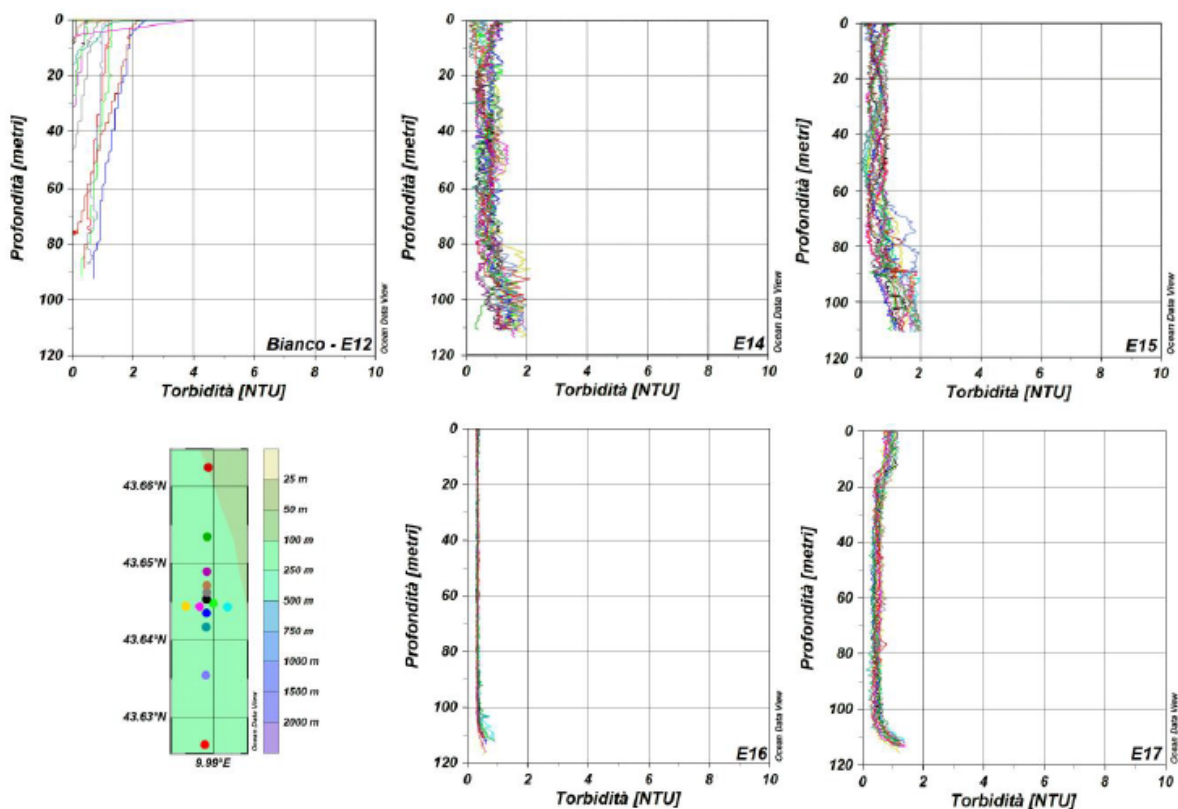 0
20
40
60
80
100
120
Profondità [metri]
0 2 4 6 8 10
Torbidità [NTU]
Bianco - E12
Ocean Data View
0
20
40
60
80
100
120
Profondità [metri]
0 2 4 6 8 10
Torbidità [NTU]
E14
Ocean Data View
0
20
40
60
80
100
120
Profondità [metri]
0 2 4 6 8 10
Torbidità [NTU]
E15
Ocean Data View
43.66°N
43.65°N
43.64°N
43.63°N
9.99°E
Ocean Data View
25 m
50 m
100 m
250 m
500 m
750 m
1000 m
1500 m
2000 m
0
20
40
60
80
100
120
Profondità [metri]
0 2 4 6 8 10
Torbidità [NTU]
E16
Ocean Data View
0
20
40
60
80
100
120
Profondità [metri]
0 2 4 6 8 10
Torbidità [NTU]
E17
Ocean Data View